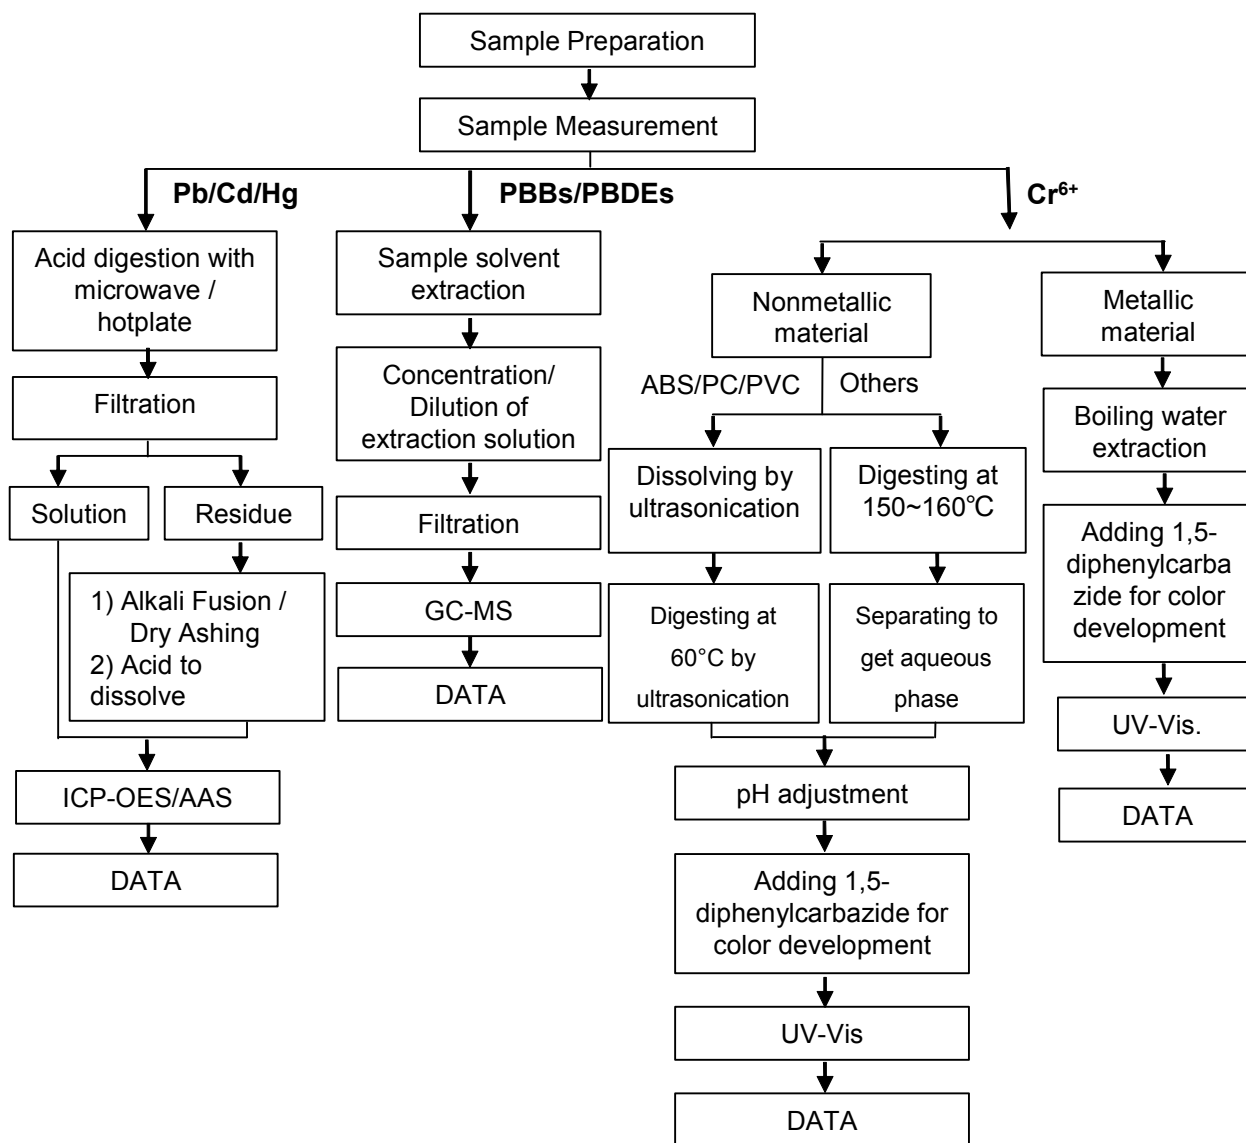 Sample Preparation
Sample Measurement
Pb/Cd/Hg
PBBs/PBDEs
Cr⁶⁺
Acid digestion with
microwave /
hotplate
Filtration
Solution
Residue
1) Alkali Fusion /
Dry Ashing
2) Acid to
dissolve
ICP-OES/AAS
DATA
Sample solvent
extraction
Concentration/
Dilution of
extraction solution
Filtration
GC-MS
DATA
Nonmetallic
material
ABS/PC/PVC
Others
Dissolving by
ultrasonication
Digesting at
60°C by
ultrasonication
Digesting at
150~160℃
Separating to
get aqueous
phase
pH adjustment
Adding 1,5-
diphenylcarbazide for
color development
UV-Vis
DATA
Metallic
material
Boiling water
extraction
Adding 1,5-
diphenylcarba
zide for color
development
UV-Vis.
DATA